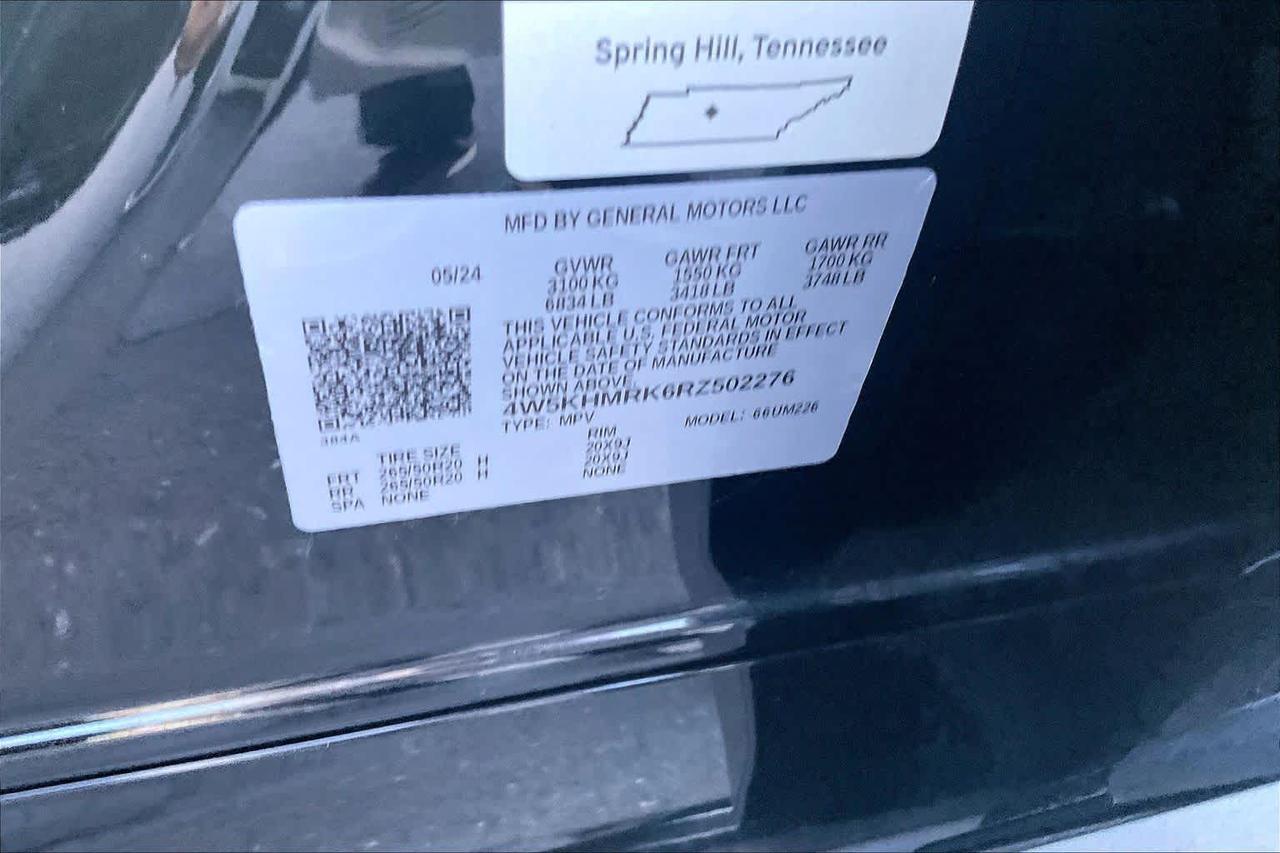 Spring Hill, Tennessee
MFD BY GENERAL MOTORS LLC
05/24 GVWR GAWR FRT GAWR RR
3100 KG 1550 KG 1700 KG
6834 LB 3418 LB 3748 LB
THIS VEHICLE CONFORMS TO ALL
APPLICABLE U.S. FEDERAL MOTOR
VEHICLE SAFETY STANDARDS IN EFFECT
ON THE DATE OF MANUFACTURE
SHOWN ABOVE.
4W5KHMRK6RZ502276
TYPE: MPV MODEL: 66UM226
384A
TIRE SIZE RIM
FRT 265/50R20 H 20X9J
RR 265/50R20 H 20X9J
SPA NONE NONE